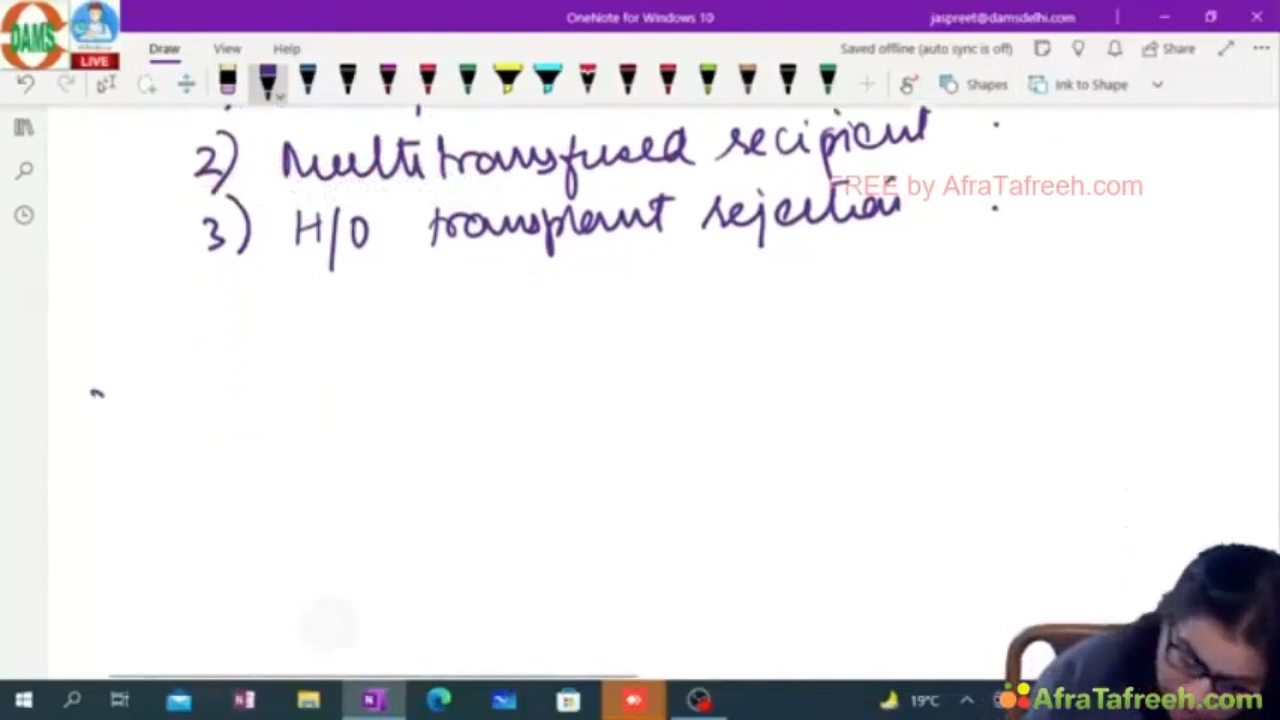 DAMS
LIVE
OneNote for Windows 10
jaspreet@damsdelhi.com
Draw
View
Help
Saved offline (auto sync is off)
Share
Shapes
Ink to Shape
2) Multitransfused recipient
FREE by AfraTafreeh.com
3) H/O transplant rejection
19°C
AfraTafreeh.com